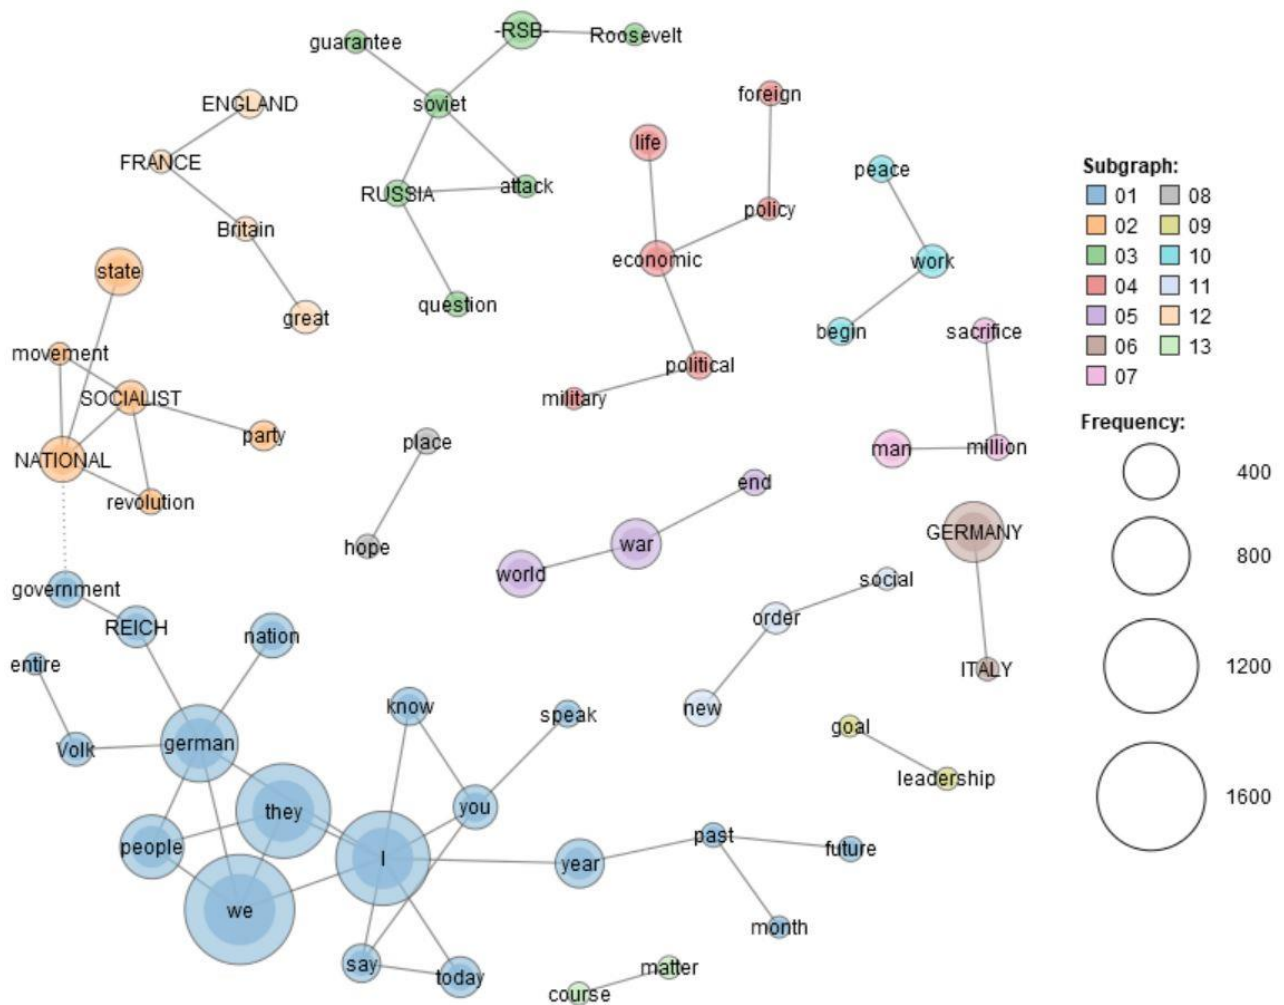 -RSB-
Roosevelt
guarantee
ENGLAND
soviet
foreign
life
FRANCE
peace
RUSSIA
attack
policy
Britain
economic
work
state
question
great
begin
sacrifice
movement
political
SOCIALIST
military
party
place
man
million
NATIONAL
revolution
end
GERMANY
war
hope
world
government
social
order
REICH
nation
entire
ITALY
know
speak
new
goal
Volk
german
leadership
they
you
past
people
I
year
future
we
month
say
today
matter
course
Subgraph:
01 08
02 09
03 10
04 11
05 12
06 13
07
Frequency:
400
800
1200
1600